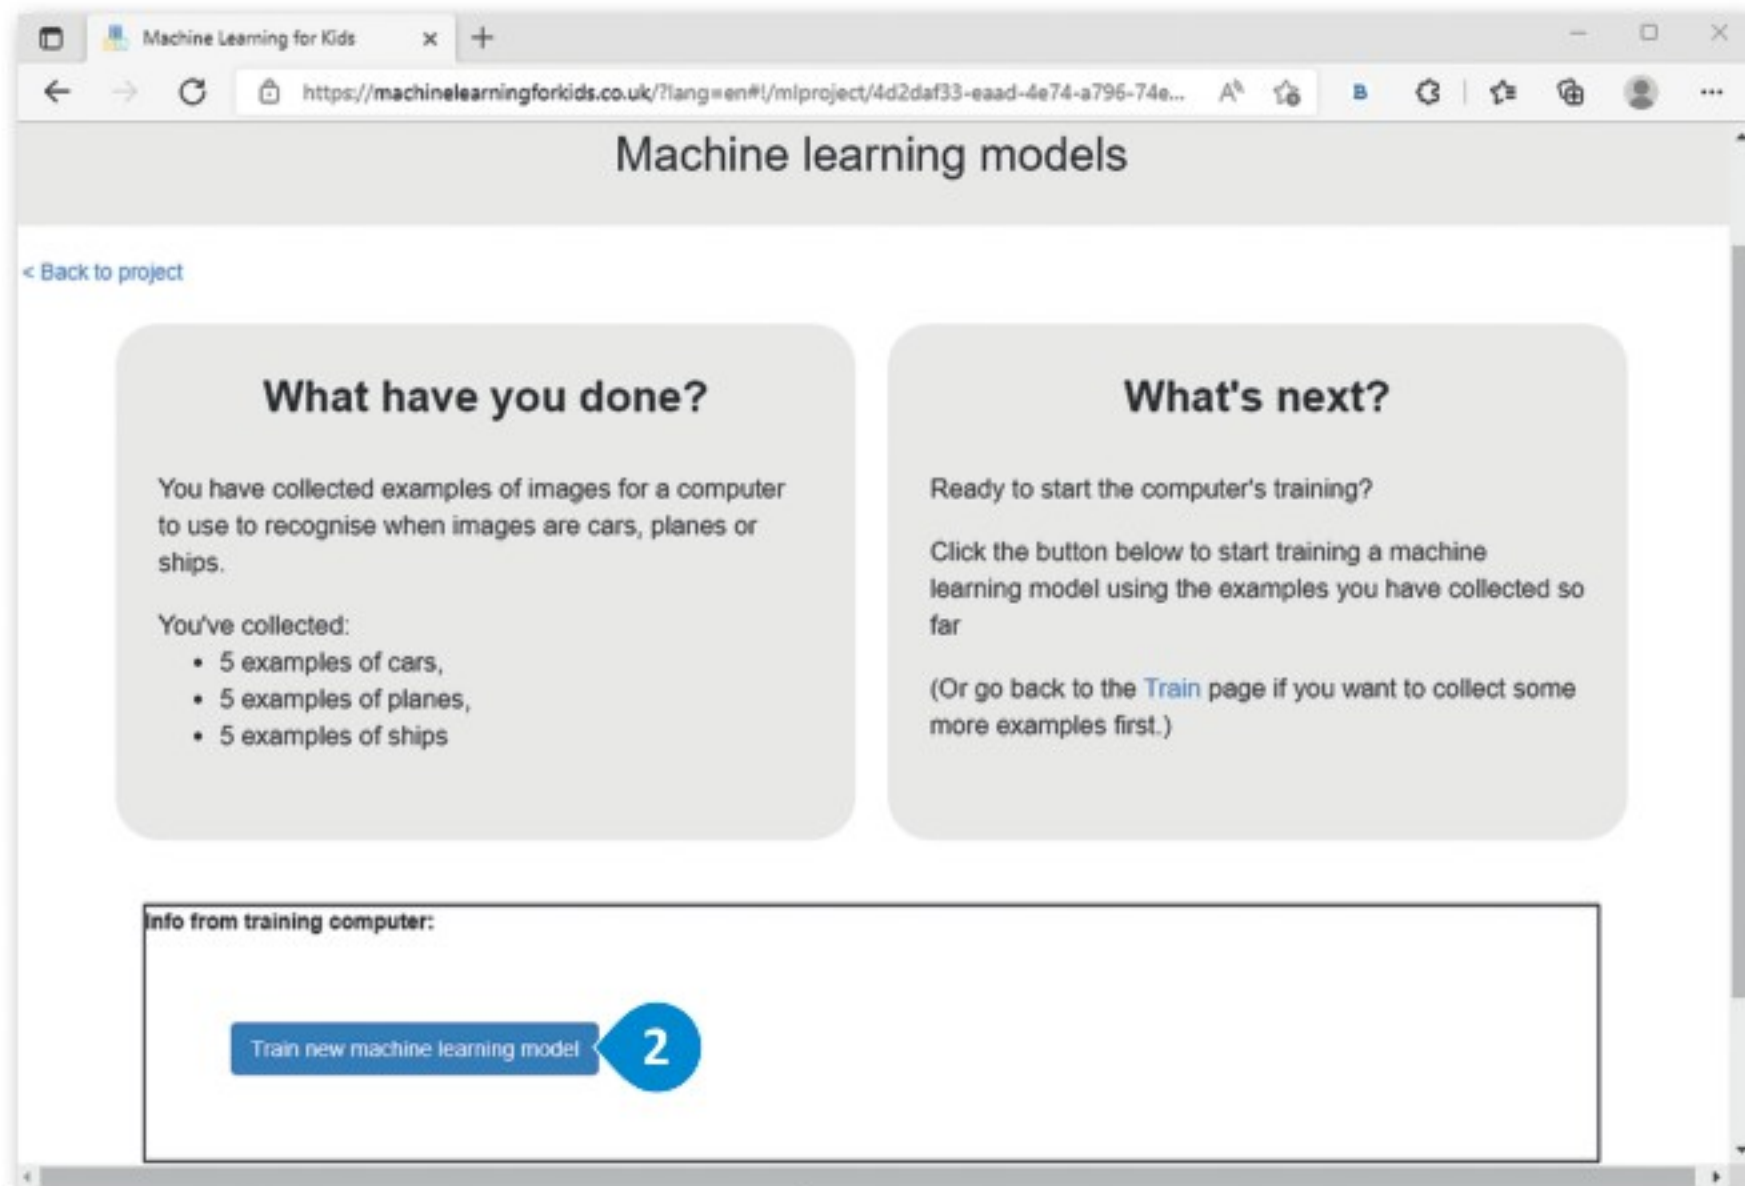 Machine Learning for Kids
https://machinelearningforkids.co.uk/?lang=en#!/mlproject/4d2daf33-eaad-4e74-a796-74e...
Machine learning models
< Back to project
What have you done?
You have collected examples of images for a computer
to use to recognise when images are cars, planes or
ships.
You've collected:
• 5 examples of cars,
• 5 examples of planes,
• 5 examples of ships
What's next?
Ready to start the computer's training?
Click the button below to start training a machine
learning model using the examples you have collected so
far
(Or go back to the Train page if you want to collect some
more examples first.)
Info from training computer:
Train new machine learning model
2